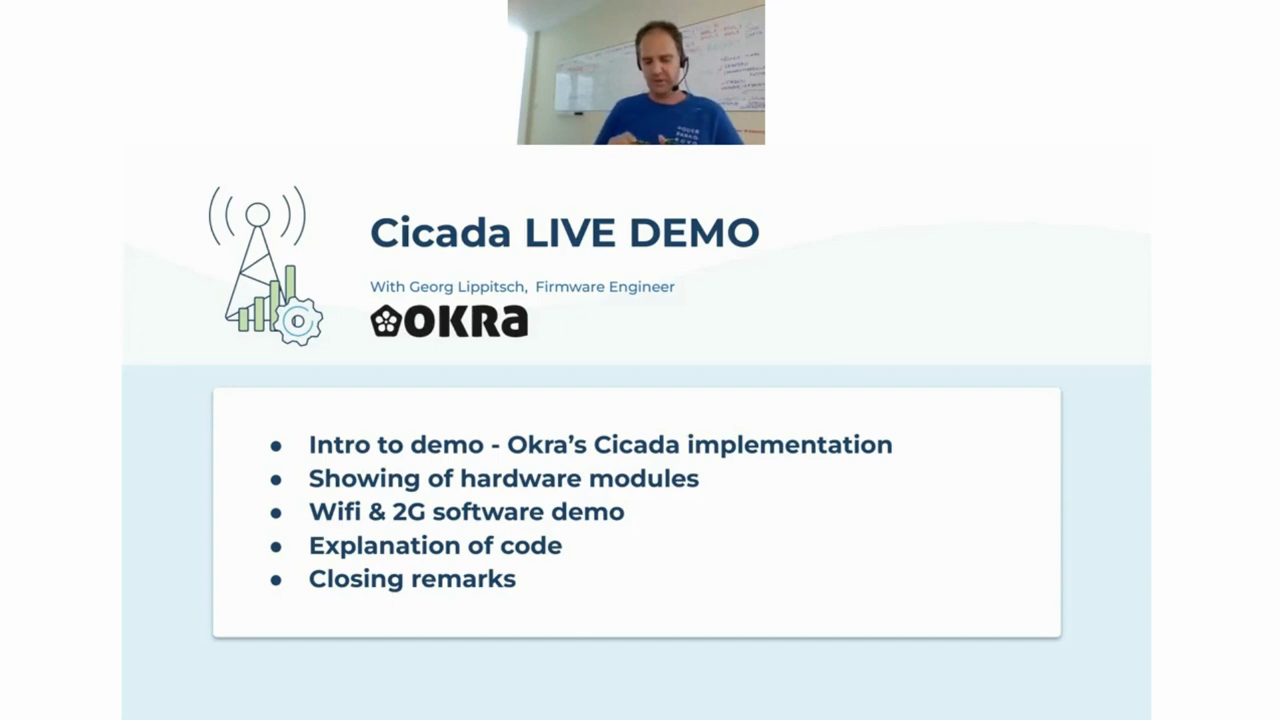 Cicada LIVE DEMO
With Georg Lippitsch, Firmware Engineer
OKRa
● Intro to demo - Okra's Cicada implementation
● Showing of hardware modules
● Wifi & 2G software demo
● Explanation of code
● Closing remarks